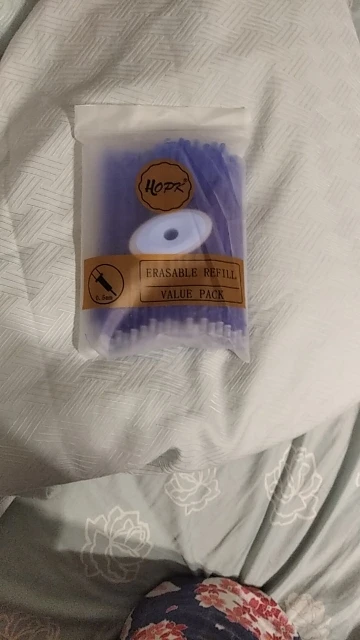 HOPK
ERASABLE REFILL
0.5mm
VALUE PACK